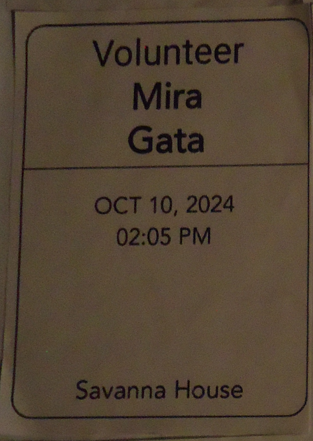 Volunteer
Mira
Gata
OCT 10, 2024
02:05 PM
Savanna House